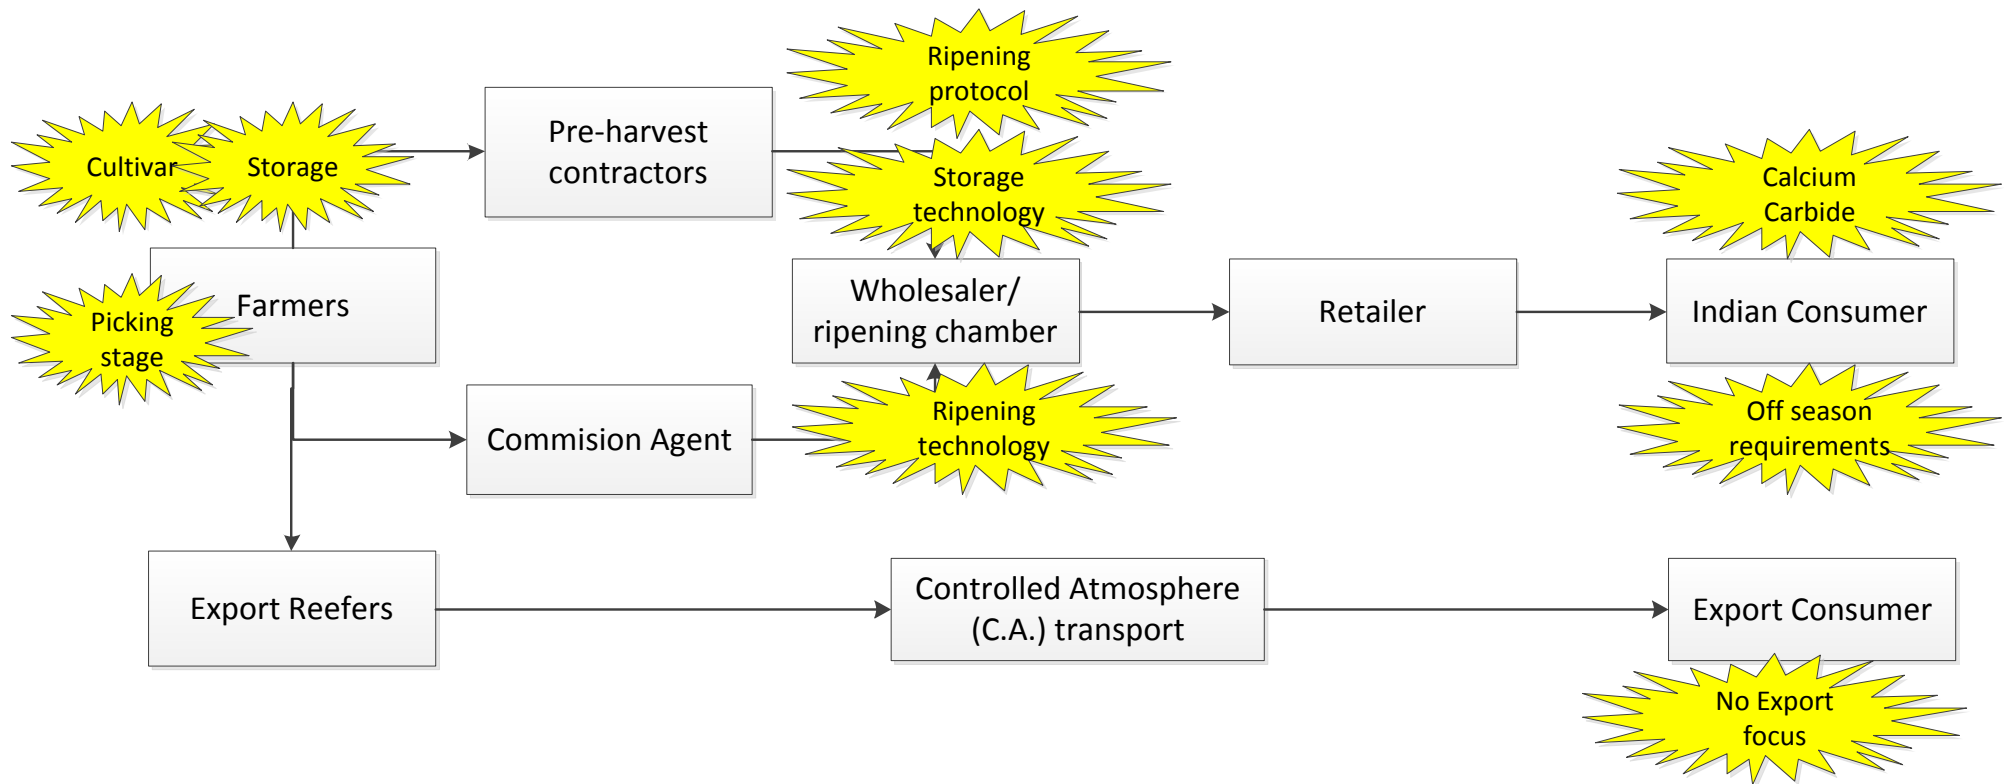 Ripening
protocol
Pre-harvest
contractors
Cultivar
Storage
Storage
technology
Calcium
Carbide
Farmers
Picking
stage
Wholesaler/
ripening chamber
Retailer
Indian Consumer
Commision Agent
Ripening
technology
Off season
requirements
Export Reefers
Controlled Atmosphere
(C.A.) transport
Export Consumer
No Export
focus